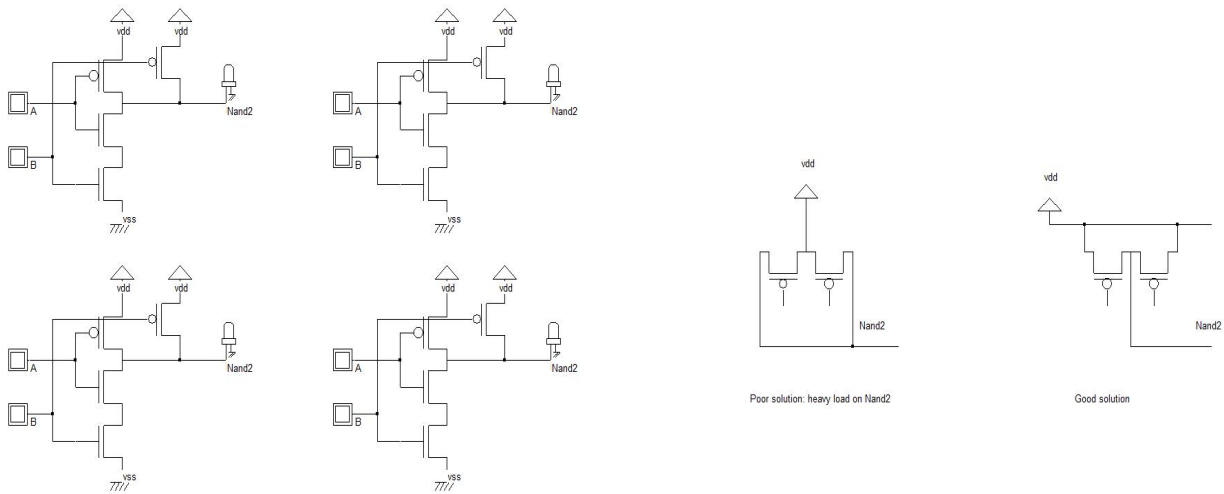 vdd vdd
A
Nand2
B
vss
vdd vdd
A
Nand2
B
vss
vdd vdd
A
Nand2
B
vss
vdd vdd
A
Nand2
B
vss
vdd
Nand2
Poor solution: heavy load on Nand2
vdd
Nand2
Good solution